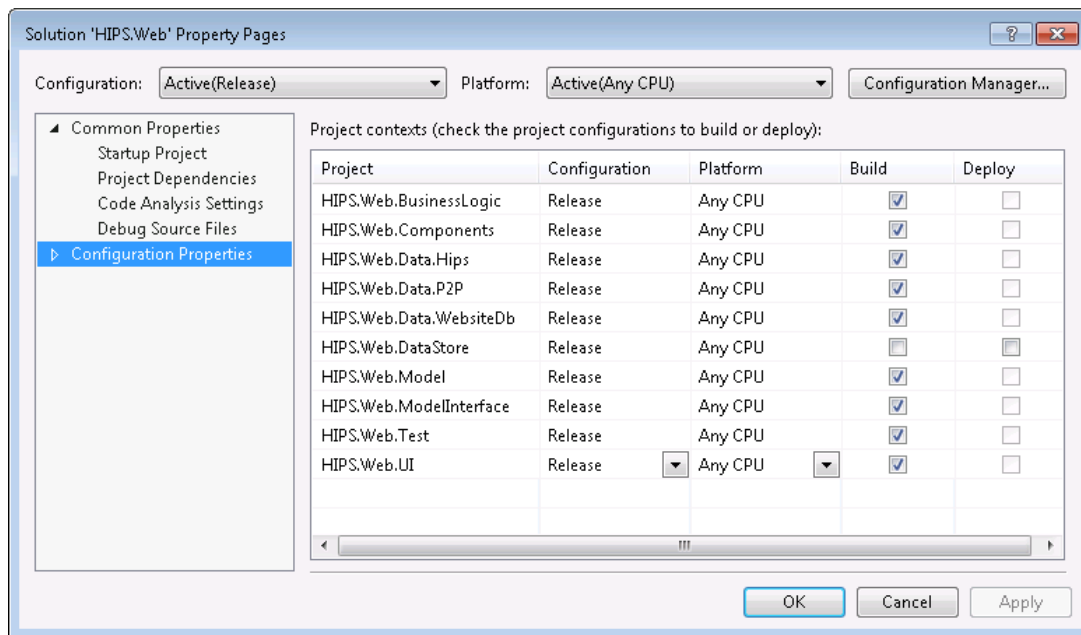 Solution 'HIPS.Web' Property Pages
Configuration: Active(Release) Platform: Active(Any CPU) Configuration Manager...
Common Properties
Startup Project
Project Dependencies
Code Analysis Settings
Debug Source Files
Configuration Properties
Project contexts (check the project configurations to build or deploy):
Project Configuration Platform Build Deploy
HIPS.Web.BusinessLogic Release Any CPU
HIPS.Web.Components Release Any CPU
HIPS.Web.Data.Hips Release Any CPU
HIPS.Web.Data.P2P Release Any CPU
HIPS.Web.Data.WebsiteDb Release Any CPU
HIPS.Web.DataStore Release Any CPU
HIPS.Web.Model Release Any CPU
HIPS.Web.ModelInterface Release Any CPU
HIPS.Web.Test Release Any CPU
HIPS.Web.UI Release Any CPU
OK Cancel Apply